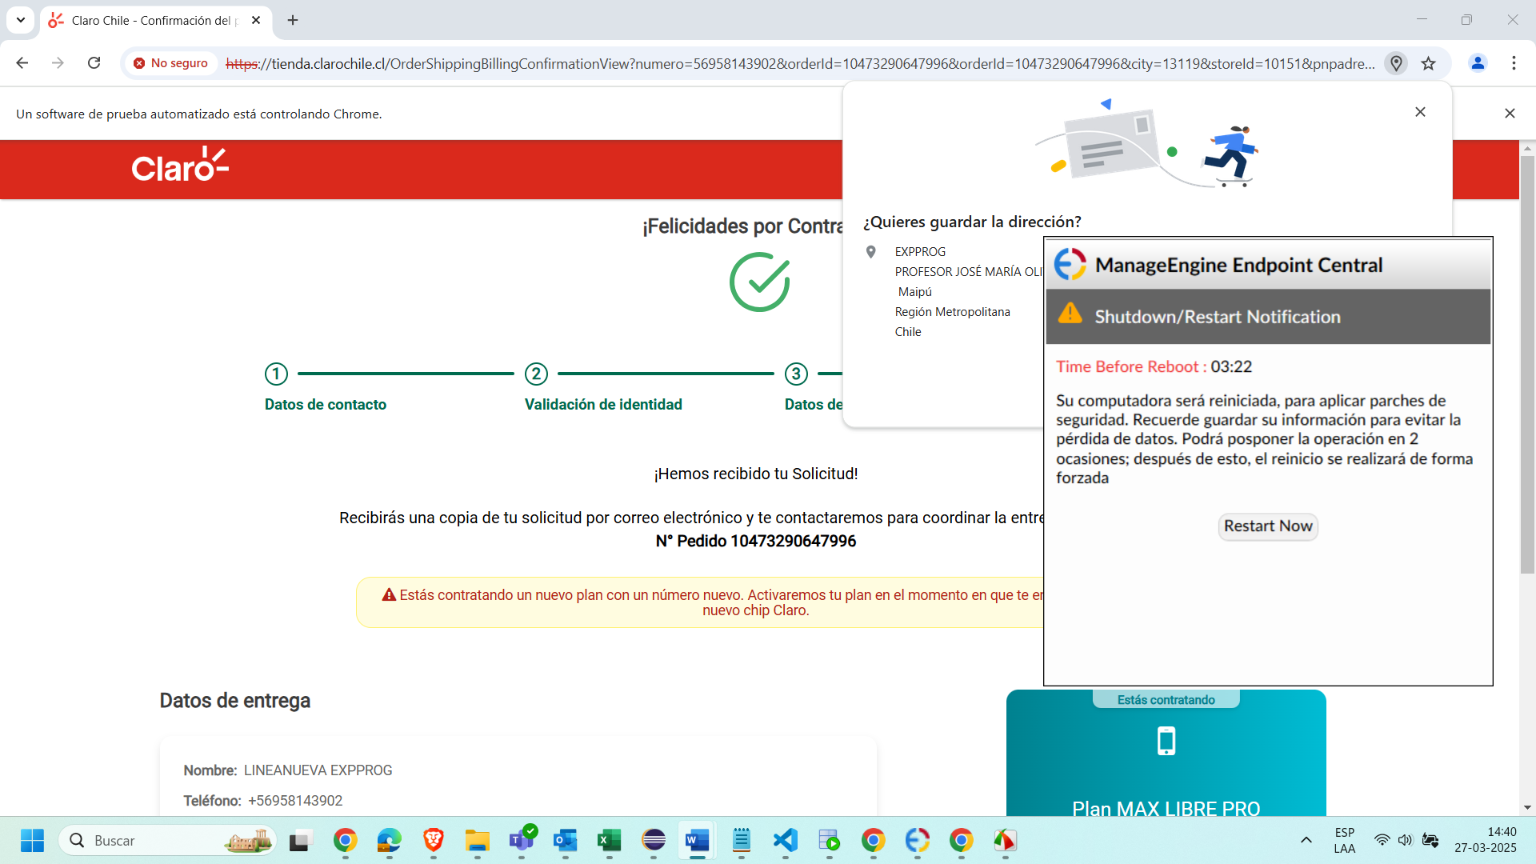 Claro Chile - Confirmación del
No seguro
https://tienda.clarochile.cl/OrderShippingBillingConfirmationView?numero=56958143902&orderId=10473290647996&orderId=10473290647996&city=13119&storeId=10151&pnpadre...
Un software de prueba automatizado está controlando Chrome.
Claro
¡Felicidades por Contra
¿Quieres guardar la dirección?
EXPPROG
PROFESOR JOSÉ MARÍA OLI
Maipú
Región Metropolitana
Chile
ManageEngine Endpoint Central
Shutdown/Restart Notification
Time Before Reboot : 03:22
Su computadora será reiniciada, para aplicar parches de
seguridad. Recuerde guardar su información para evitar la
pérdida de datos. Podrá posponer la operación en 2
ocasiones; después de esto, el reinicio se realizará de forma
forzada
Restart Now
1
2
3
Datos de contacto
Validación de identidad
Datos de
¡Hemos recibido tu Solicitud!
Recibirás una copia de tu solicitud por correo electrónico y te contactaremos para coordinar la entre
N° Pedido 10473290647996
Estás contratando un nuevo plan con un número nuevo. Activaremos tu plan en el momento en que te en
nuevo chip Claro.
Datos de entrega
Nombre: LINEANUEVA EXPPROG
Teléfono: +56958143902
Estás contratando
Plan MAX LIBRE PRO
Buscar
ESP
LAA
14:40
27-03-2025